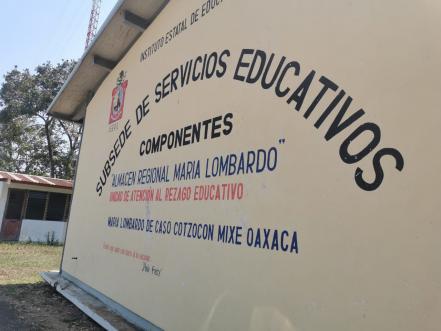 INSTITUTO ESTATAL DE EDUC
SUBSEDE DE SERVICIOS EDUCATIVOS
COMPONENTES
"ALMACEN REGIONAL MARIA LOMBARDO"
UNIDAD DE ATENCIÓN AL REZAGO EDUCATIVO
MARIA LOMBARDO DE CASO COTZOCON MIXE OAXACA